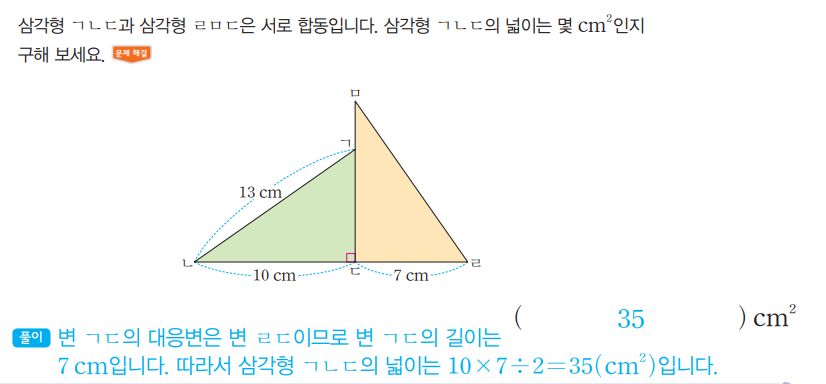 삼각형 ㄱㄴㄷ과 삼각형 ㄹㅁㄷ은 서로 합동입니다. 삼각형 ㄱㄴㄷ의 넓이는 몇 cm²인지
구해 보세요. 문제 해결
ㅁ
ㄱ
13 cm
ㄴ
ㄷ
ㄹ
10 cm
7 cm
( 35 ) cm²
풀이 변 ㄱㄷ의 대응변은 변 ㄹㄷ이므로 변 ㄱㄷ의 길이는
7 cm입니다. 따라서 삼각형 ㄱㄴㄷ의 넓이는 10×7÷2=35(cm²)입니다.